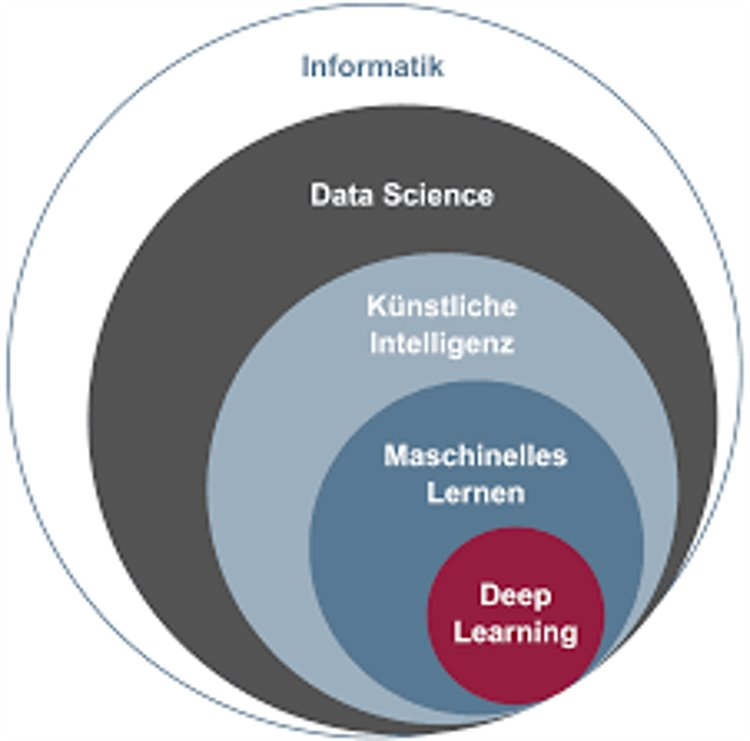 Informatik
Data Science
Künstliche
Intelligenz
Maschinelles
Lernen
Deep
Learning